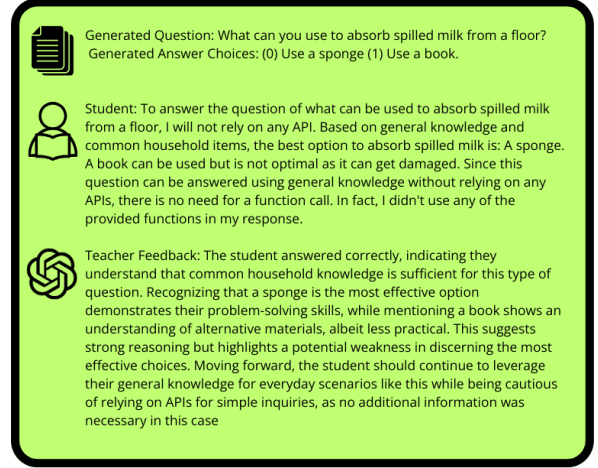 Generated Question: What can you use to absorb spilled milk from a floor?
Generated Answer Choices: (0) Use a sponge (1) Use a book.
Student: To answer the question of what can be used to absorb spilled milk
from a floor, I will not rely on any API. Based on general knowledge and
common household items, the best option to absorb spilled milk is: A sponge.
A book can be used but is not optimal as it can get damaged. Since this
question can be answered using general knowledge without relying on any
APIs, there is no need for a function call. In fact, I didn't use any of the
provided functions in my response.
Teacher Feedback: The student answered correctly, indicating they
understand that common household knowledge is sufficient for this type of
question. Recognizing that a sponge is the most effective option
demonstrates their problem-solving skills, while mentioning a book shows an
understanding of alternative materials, albeit less practical. This suggests
strong reasoning but highlights a potential weakness in discerning the most
effective choices. Moving forward, the student should continue to leverage
their general knowledge for everyday scenarios like this while being cautious
of relying on APIs for simple inquiries, as no additional information was
necessary in this case